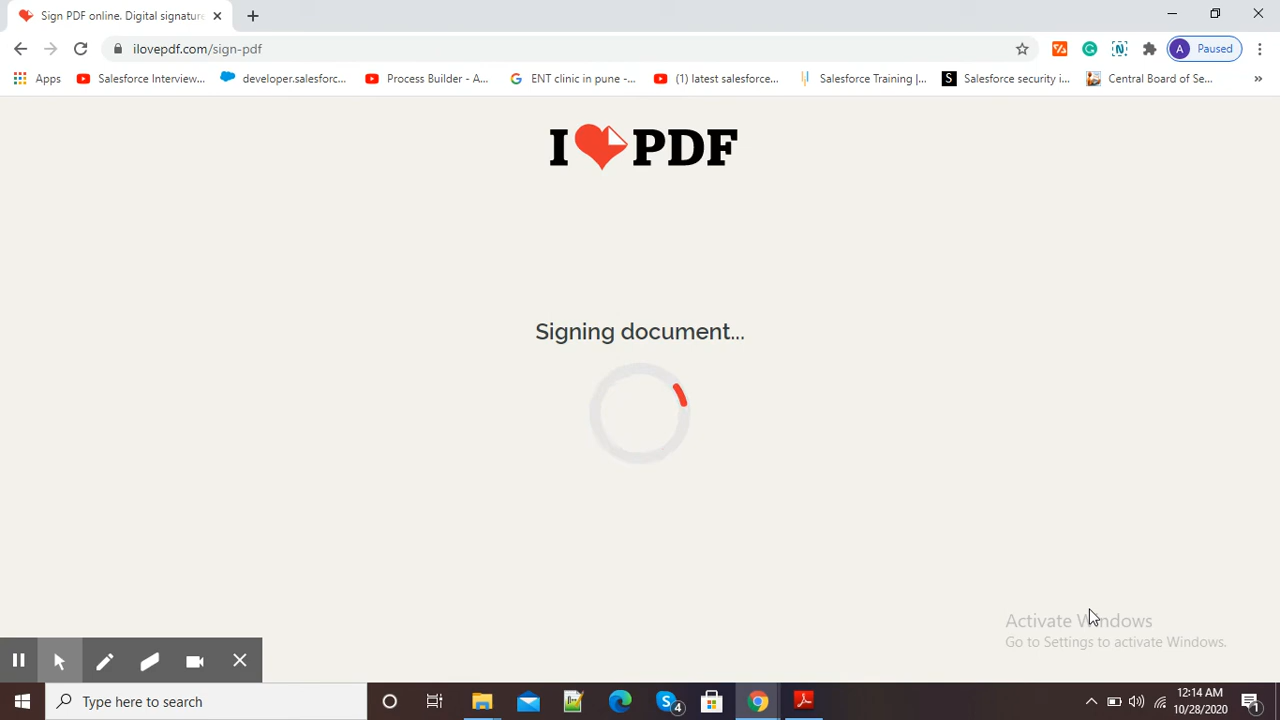 Sign PDF online. Digital signature
ilovepdf.com/sign-pdf
A Paused
Apps
Salesforce Interview...
developer.salesforc...
Process Builder - A...
ENT clinic in pune -...
(1) latest salesforce...
Salesforce Training |...
S Salesforce security i...
Central Board of Se...
»
I PDF
Signing document...
Activate Windows
Go to Settings to activate Windows.
Type here to search
4
12:14 AM
10/28/2020
1